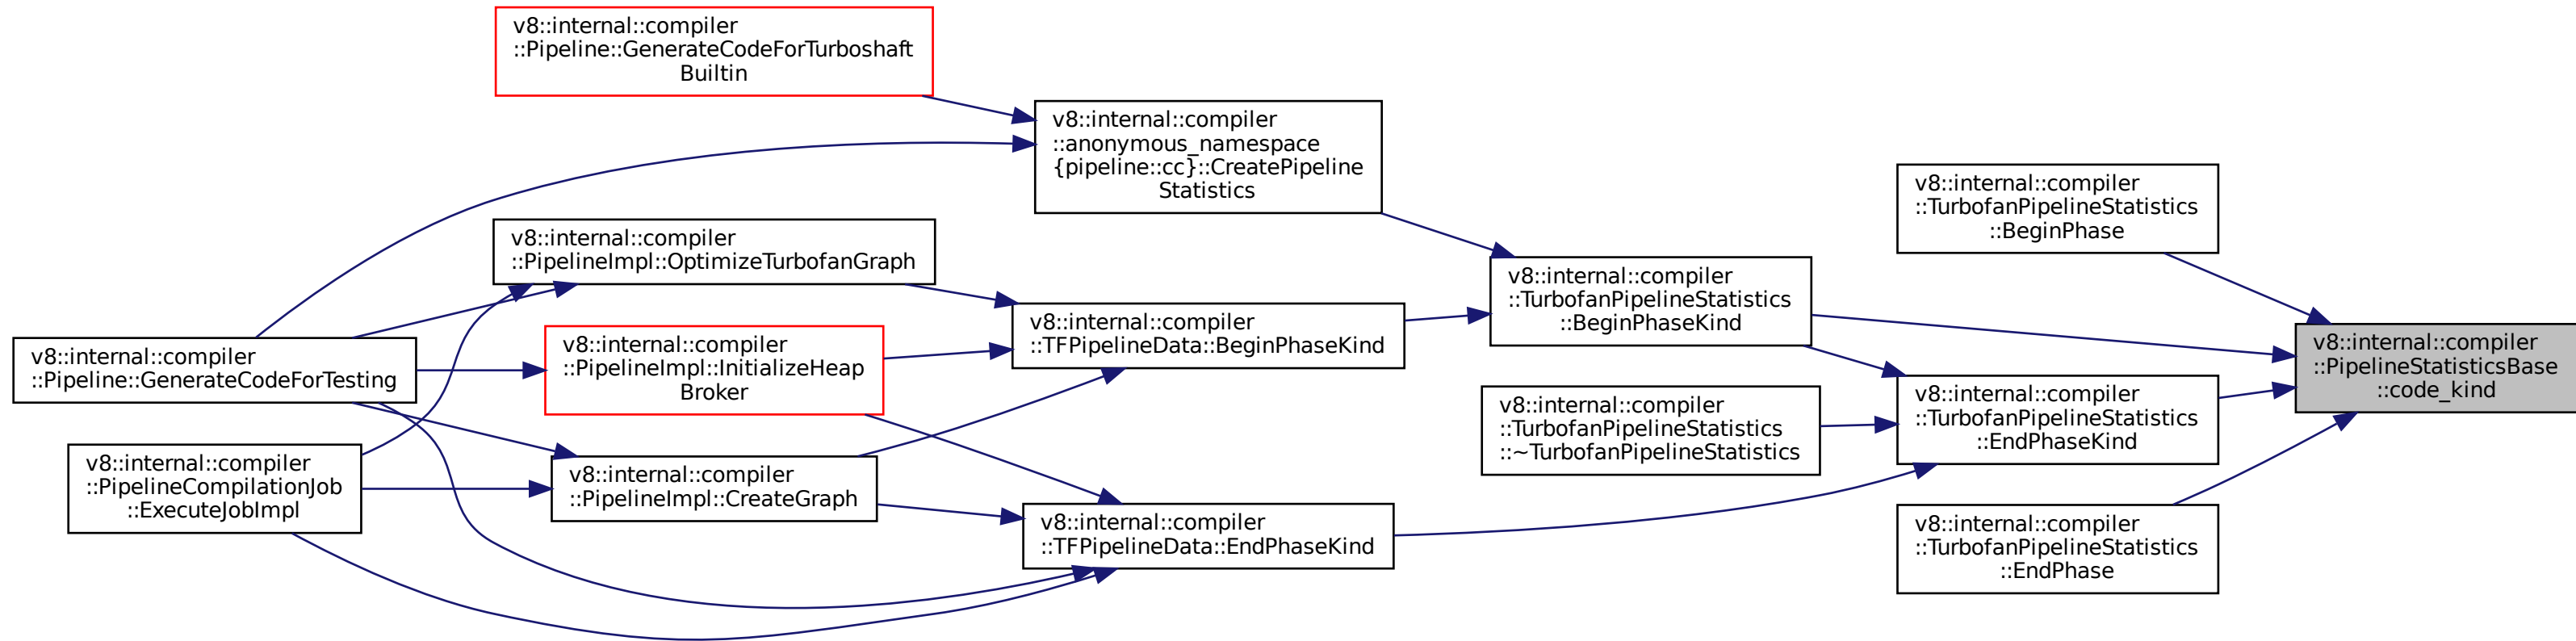 v8::internal::compiler
::Pipeline::GenerateCodeForTurboshaft
Builtin
v8::internal::compiler
::anonymous_namespace
{pipeline::cc}::CreatePipeline
Statistics
v8::internal::compiler
::TurbofanPipelineStatistics
::BeginPhase
v8::internal::compiler
::PipelineImpl::OptimizeTurbofanGraph
v8::internal::compiler
::TurbofanPipelineStatistics
::BeginPhaseKind
v8::internal::compiler
::TFPipelineData::BeginPhaseKind
v8::internal::compiler
::PipelineStatisticsBase
::code_kind
v8::internal::compiler
::PipelineImpl::InitializeHeap
Broker
v8::internal::compiler
::Pipeline::GenerateCodeForTesting
v8::internal::compiler
::TurbofanPipelineStatistics
::EndPhaseKind
v8::internal::compiler
::TurbofanPipelineStatistics
::~TurbofanPipelineStatistics
v8::internal::compiler
::PipelineCompilationJob
::ExecuteJobImpl
v8::internal::compiler
::PipelineImpl::CreateGraph
v8::internal::compiler
::TFPipelineData::EndPhaseKind
v8::internal::compiler
::TurbofanPipelineStatistics
::EndPhase